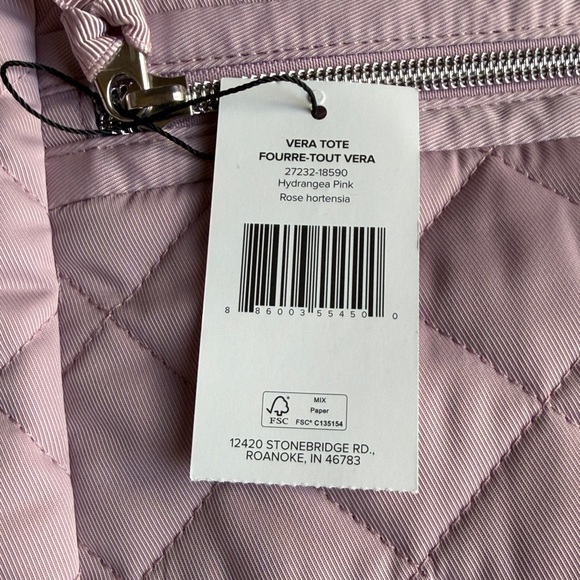 VERA TOTE
FOURRE-TOUT VERA
27232-18590
Hydrangea Pink
Rose hortensia
8 86003 55450 0
FSC
MIX
Paper
FSC® C135154
12420 STONEBRIDGE RD.,
ROANOKE, IN 46783